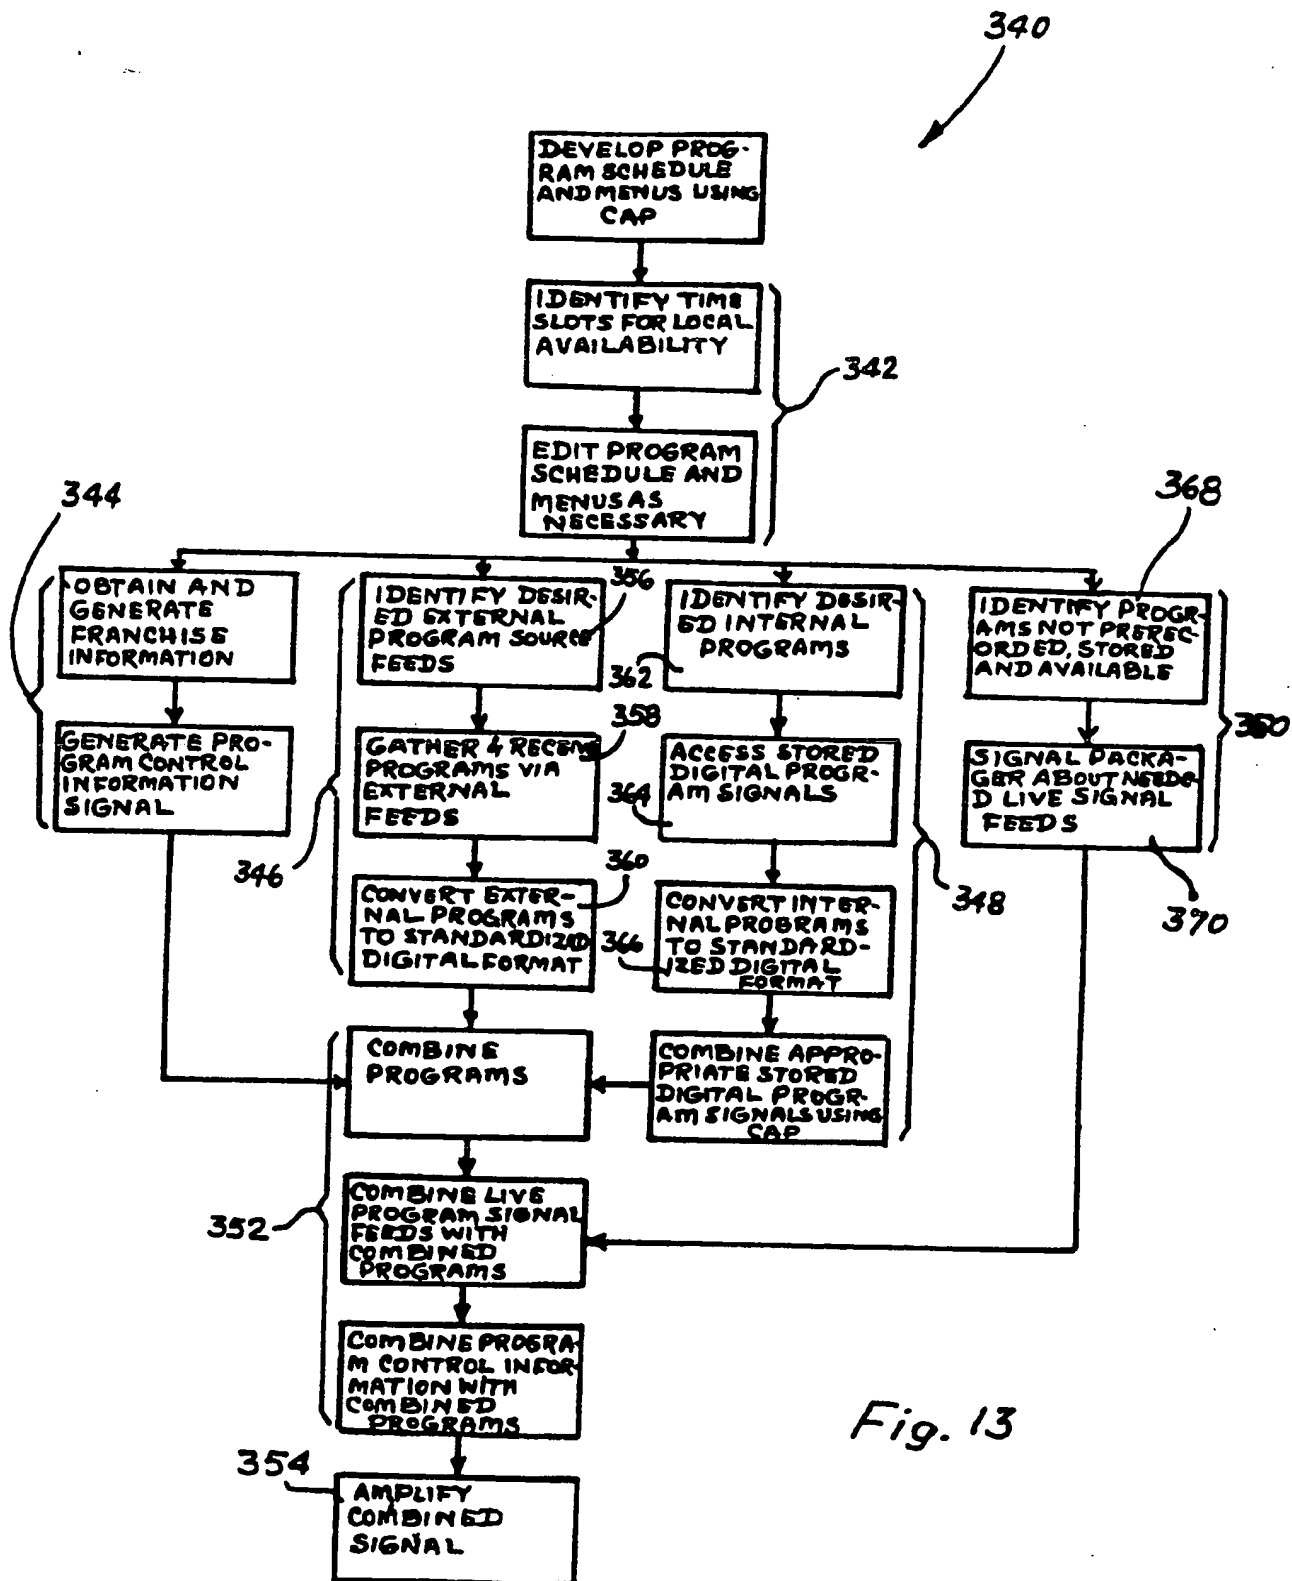 340
DEVELOP PROG-
RAM SCHEDULE
AND MENUS USING
CAP
IDENTIFY TIME
SLOTS FOR LOCAL
AVAILABILITY
342
EDIT PROGRAM
SCHEDULE AND
MENUS AS
NECESSARY
344
368
OBTAIN AND
GENERATE
FRANCHISE
INFORMATION
IDENTIFY DESIR-
ED EXTERNAL
PROGRAM SOURCE
FEEDS
356
IDENTIFY DESIR-
ED INTERNAL
PROGRAMS
362
IDENTIFY PROGR-
AMS NOT PREREC-
ORDED, STORED
AND AVAILABLE
350
GENERATE PRO-
GRAM CONTROL
INFORMATION
SIGNAL
GATHER & RECEIVE
PROGRAMS VIA
EXTERNAL
FEEDS
358
ACCESS STORED
DIGITAL PROGR-
AM SIGNALS
364
SIGNAL PACKA-
GER ABOUT NEEDE-
D LIVE SIGNAL
FEEDS
346
348
370
CONVERT EXTER-
NAL PROGRAMS
TO STANDARDIZED
DIGITAL FORMAT
360
CONVERT INTER-
NAL PROGRAMS
TO STANDARD-
IZED DIGITAL
FORMAT
366
COMBINE
PROGRAMS
COMBINE APPRO-
PRIATE STORED
DIGITAL PROGR-
AM SIGNALS USING
CAP
352
COMBINE LIVE
PROGRAM SIGNAL
FEEDS WITH
COMBINED
PROGRAMS
COMBINE PROGRA-
M CONTROL INFOR-
MATION WITH
COMBINED
PROGRAMS
Fig. 13
354
AMPLIFY
COMBINED
SIGNAL